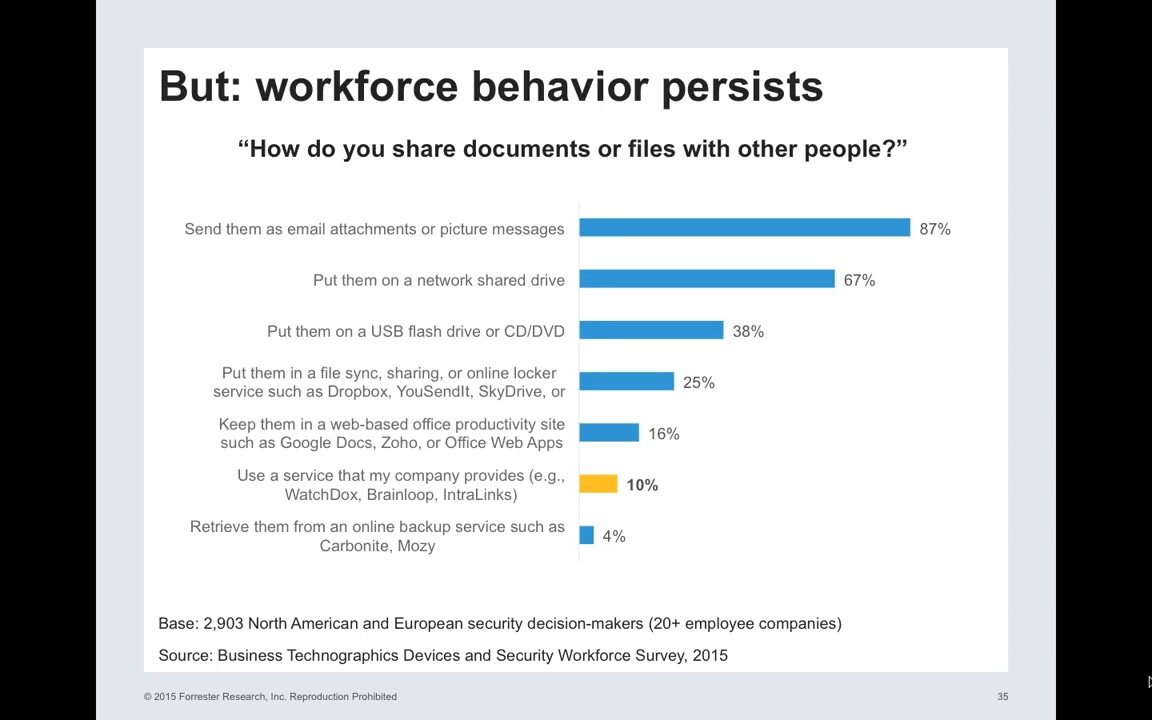 But: workforce behavior persists
“How do you share documents or files with other people?”
Send them as email attachments or picture messages
87%
Put them on a network shared drive
67%
Put them on a USB flash drive or CD/DVD
38%
Put them in a file sync, sharing, or online locker
service such as Dropbox, YouSendIt, SkyDrive, or
25%
Keep them in a web-based office productivity site
such as Google Docs, Zoho, or Office Web Apps
16%
Use a service that my company provides (e.g.,
WatchDox, Brainloop, IntraLinks)
10%
Retrieve them from an online backup service such as
Carbonite, Mozy
4%
Base: 2,903 North American and European security decision-makers (20+ employee companies)
Source: Business Technographics Devices and Security Workforce Survey, 2015
© 2015 Forrester Research, Inc. Reproduction Prohibited
35